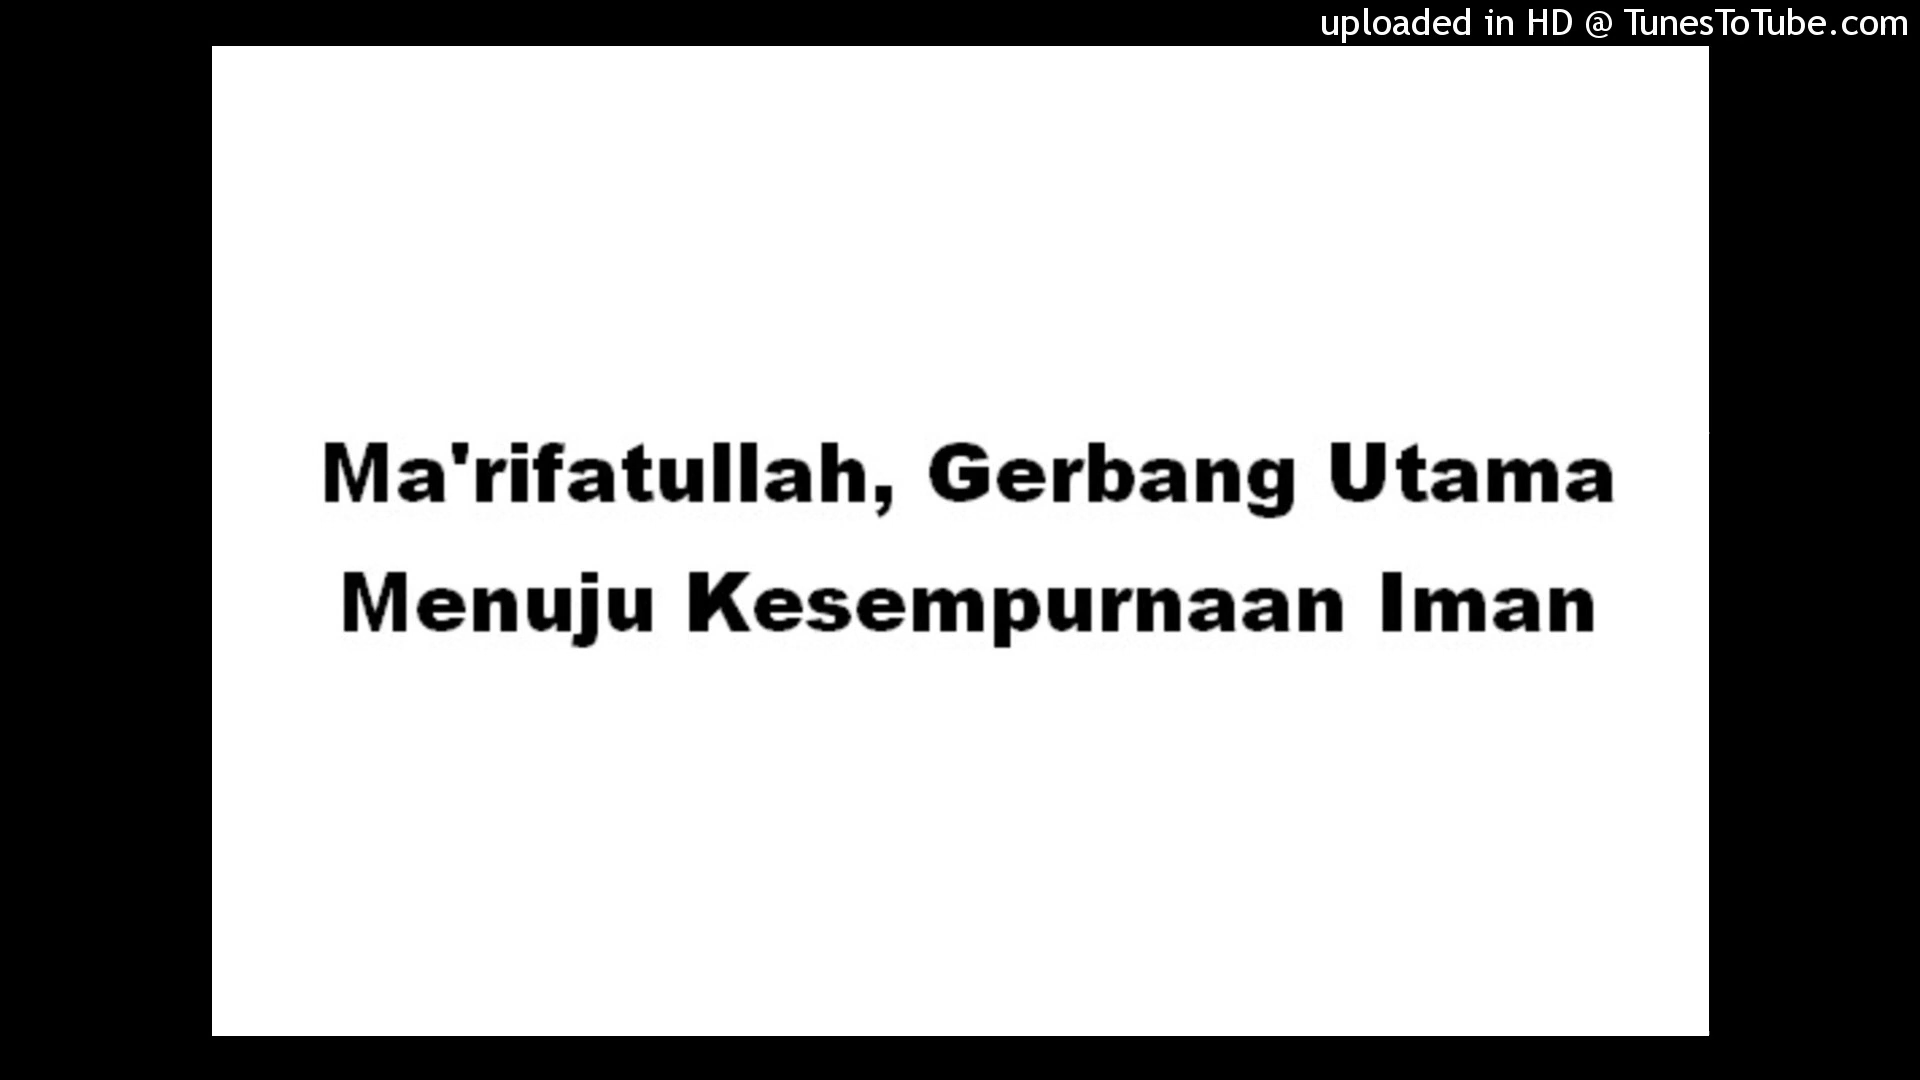 uploaded in HD @ TunesToTube.com
Ma'rifatullah, Gerbang Utama
Menuju Kesempurnaan Iman